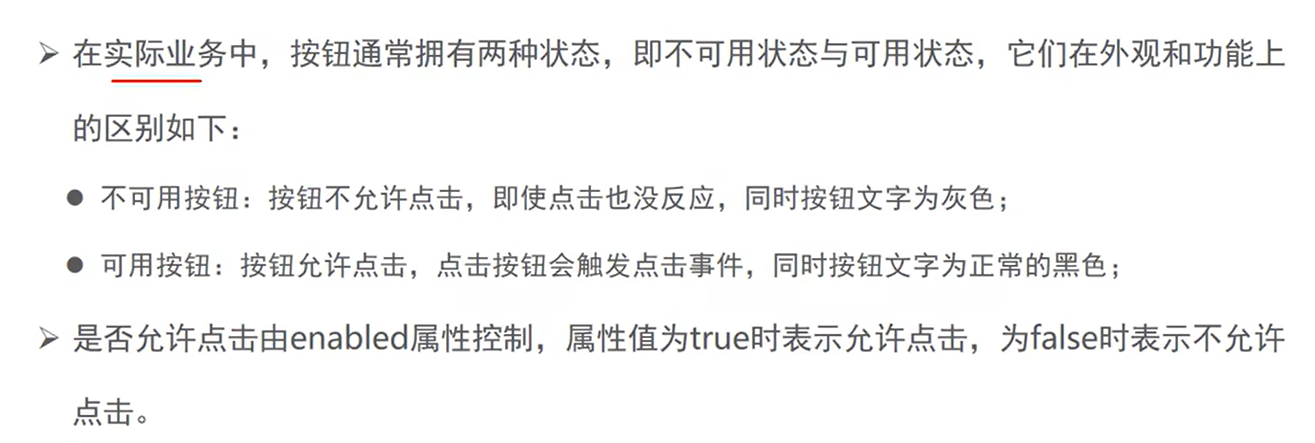 ➢ 在实际业务中，按钮通常拥有两种状态，即不可用状态与可用状态，它们在外观和功能上
的区别如下：
● 不可用按钮：按钮不允许点击，即使点击也没反应，同时按钮文字为灰色；
● 可用按钮：按钮允许点击，点击按钮会触发点击事件，同时按钮文字为正常的黑色；
➢ 是否允许点击由enabled属性控制，属性值为true时表示允许点击，为false时表示不允许
点击。